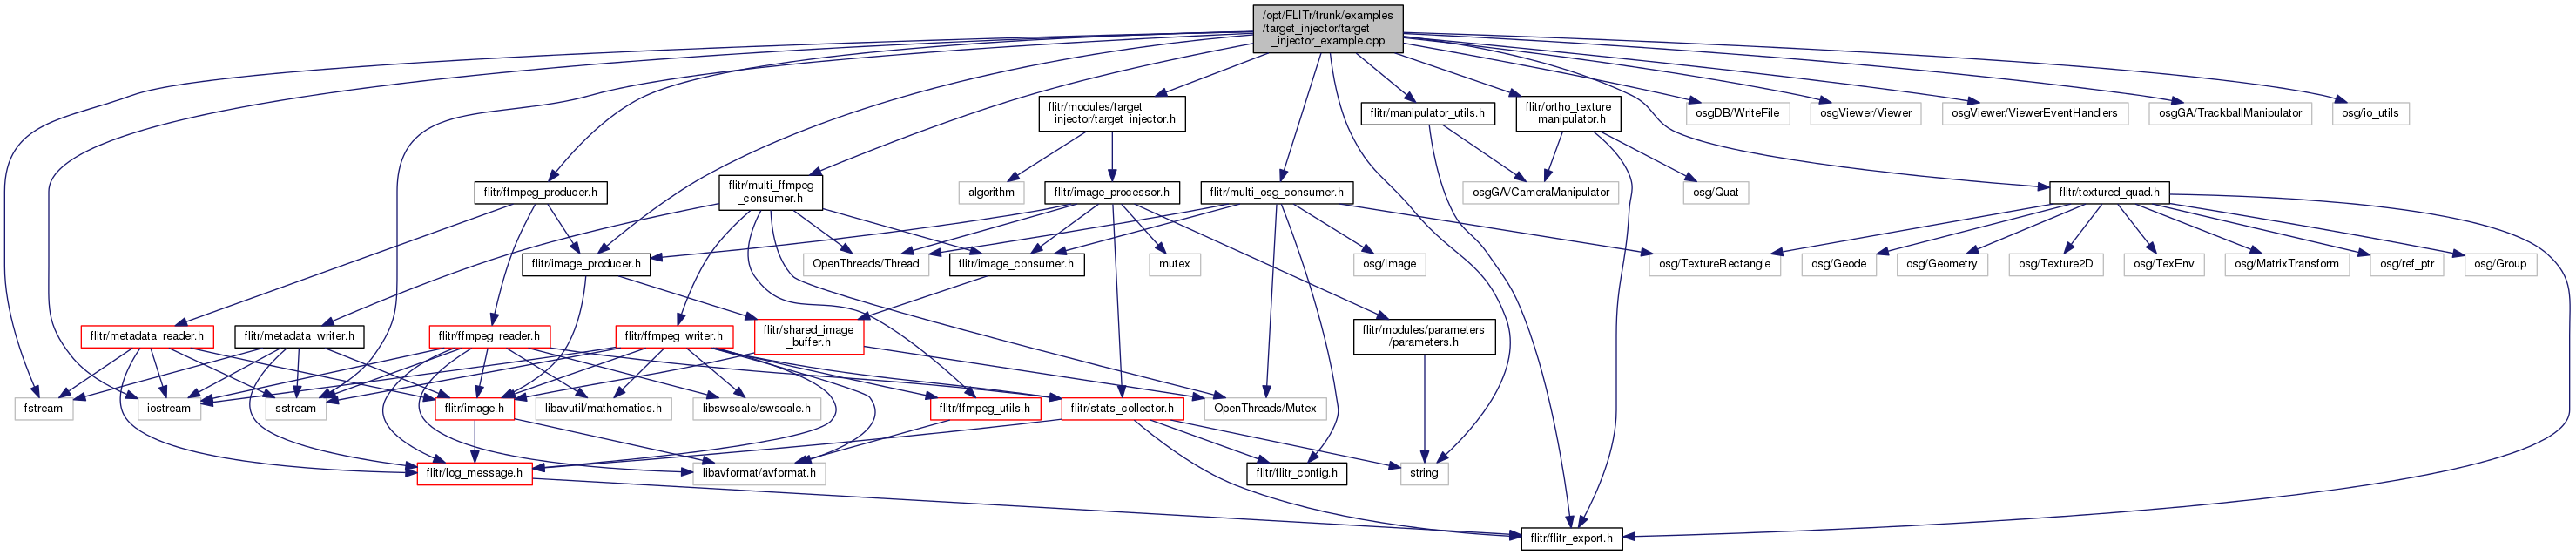 /opt/FLITr/trunk/examples
/target_injector/target
_injector_example.cpp
flitr/modules/target
_injector/target_injector.h
flitr/manipulator_utils.h
flitr/ortho_texture
_manipulator.h
osgDB/WriteFile
osgViewer/Viewer
osgViewer/ViewerEventHandlers
osgGA/TrackballManipulator
osg/io_utils
flitr/ffmpeg_producer.h
flitr/multi_ffmpeg
_consumer.h
algorithm
flitr/image_processor.h
flitr/multi_osg_consumer.h
osgGA/CameraManipulator
osg/Quat
flitr/textured_quad.h
flitr/image_producer.h
OpenThreads/Thread
flitr/image_consumer.h
mutex
osg/Image
osg/TextureRectangle
osg/Geode
osg/Geometry
osg/Texture2D
osg/TexEnv
osg/MatrixTransform
osg/ref_ptr
osg/Group
flitr/metadata_reader.h
flitr/metadata_writer.h
flitr/ffmpeg_reader.h
flitr/ffmpeg_writer.h
flitr/shared_image
_buffer.h
flitr/modules/parameters
/parameters.h
fstream
iostream
sstream
flitr/image.h
libavutil/mathematics.h
libswscale/swscale.h
flitr/ffmpeg_utils.h
flitr/stats_collector.h
OpenThreads/Mutex
flitr/log_message.h
libavformat/avformat.h
flitr/flitr_config.h
string
flitr/flitr_export.h